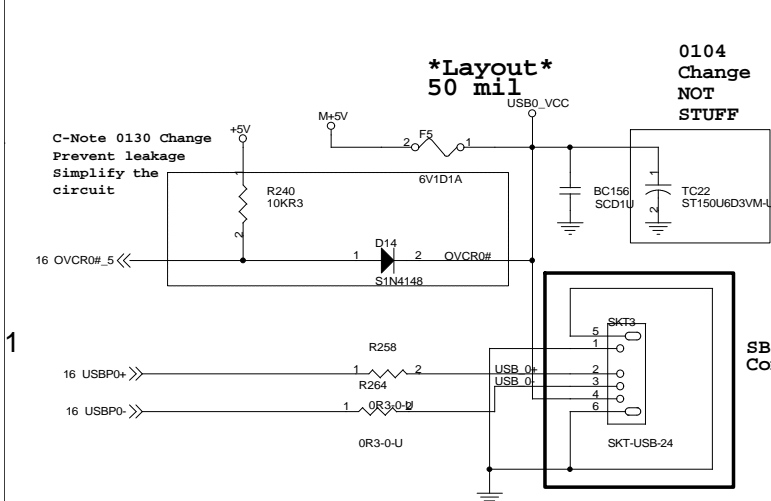 *Layout*
50 mil
0104
Change
NOT
STUFF
USB0_VCC
C-Note 0130 Change
Prevent leakage
Simplify the
circuit
+5V
M+5V
2 F5 1
6V1D1A
1
R240
10KR3
2
BC156
SCD1U
1
TC22
2
ST150U6D3VM-U
16 OVCR0#_5
D14
1 2 OVCR0#
S1N4148
1
SKT3
5
1
2
3
4
6
SKT-USB-24
SB
Co
R258
16 USBP0+
1 2
USB_0+
R264
USB_0-
16 USBP0-
1 0R3-0-U 2
0R3-0-U